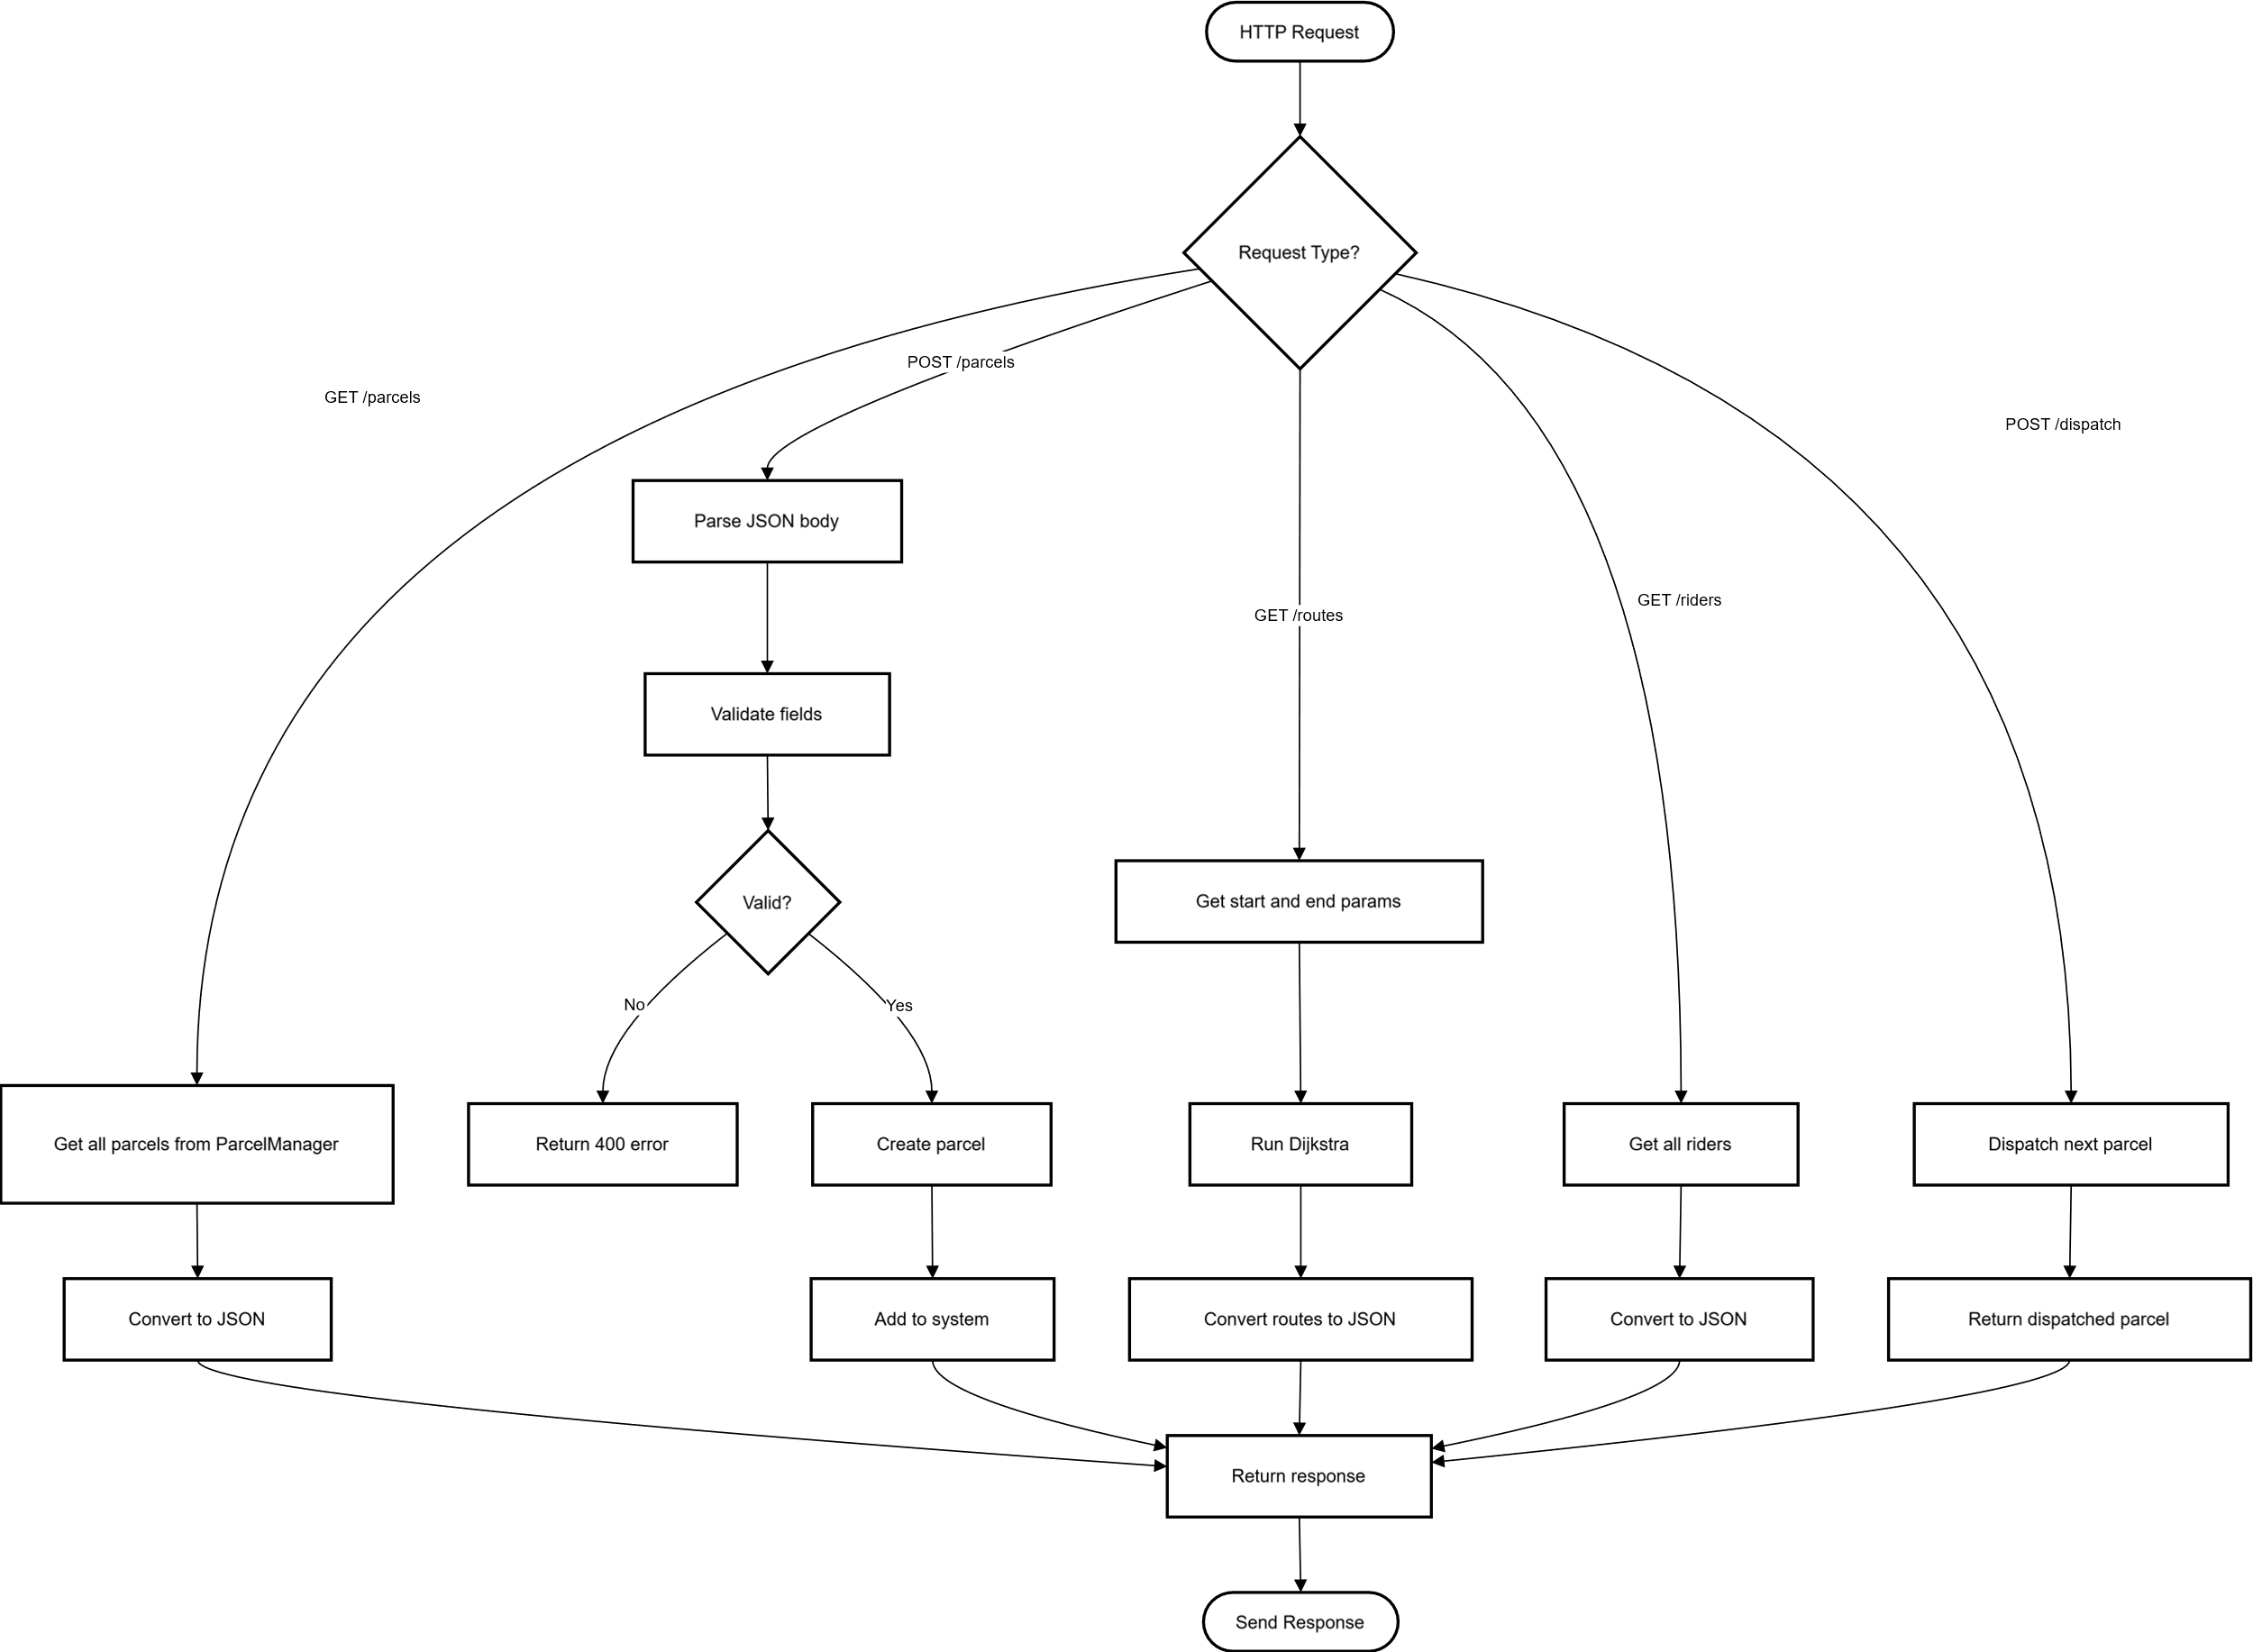 HTTP Request
Request Type?
POST /parcels
GET /parcels
POST /dispatch
Parse JSON body
GET /riders
GET /routes
Validate fields
Valid?
Get start and end params
No
Yes
Get all parcels from ParcelManager
Return 400 error
Create parcel
Run Dijkstra
Get all riders
Dispatch next parcel
Convert to JSON
Add to system
Convert routes to JSON
Convert to JSON
Return dispatched parcel
Return response
Send Response